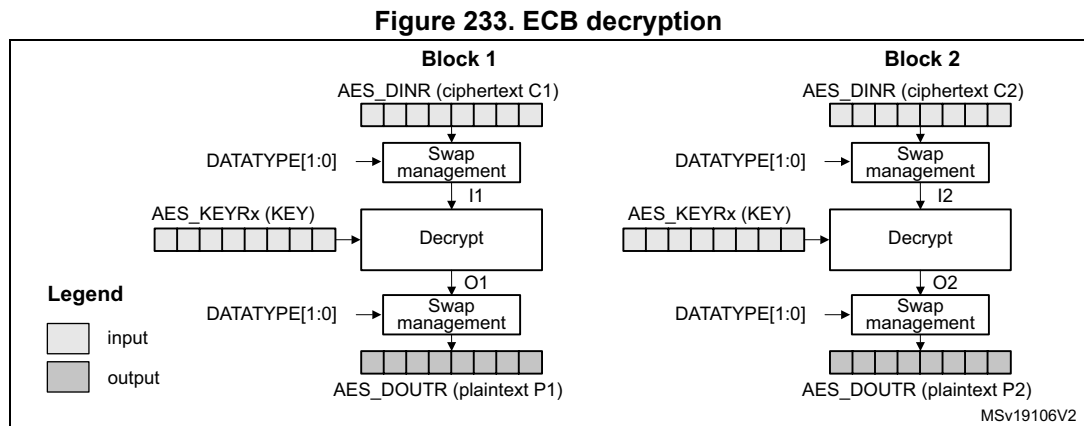 Figure 233. ECB decryption
Block 1
AES_DINR (ciphertext C1)
DATATYPE[1:0]
Swap
management
I1
AES_KEYRx (KEY)
Decrypt
O1
DATATYPE[1:0]
Swap
management
AES_DOUTR (plaintext P1)
Block 2
AES_DINR (ciphertext C2)
DATATYPE[1:0]
Swap
management
I2
AES_KEYRx (KEY)
Decrypt
O2
DATATYPE[1:0]
Swap
management
AES_DOUTR (plaintext P2)
Legend
input
output
MSv19106V2